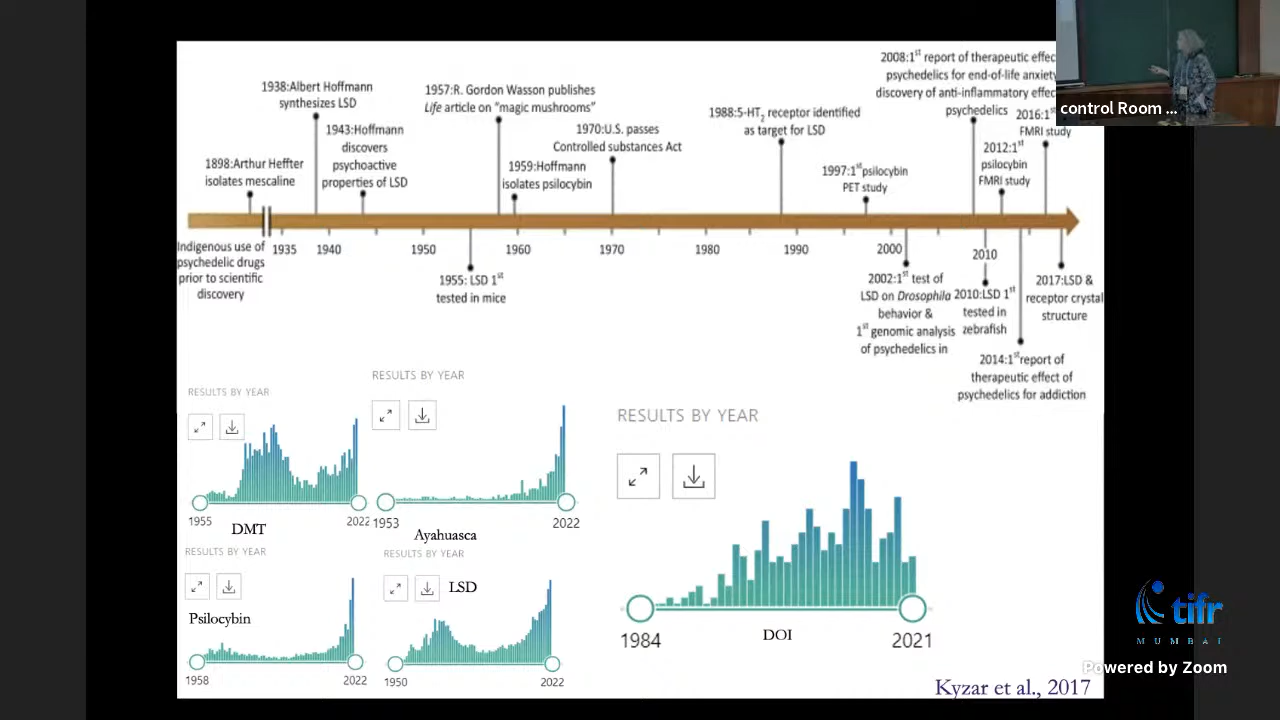 1898:Arthur Heffter
isolates mescaline
1938:Albert Hoffmann
synthesizes LSD
1943:Hoffmann
discovers
psychoactive
properties of LSD
1957:R. Gordon Wasson publishes
Life article on “magic mushrooms”
1959:Hoffmann
isolates psilocybin
1970:U.S. passes
Controlled substances Act
1988:5-HT2 receptor identified
as target for LSD
1997:1st psilocybin
PET study
2008:1st report of therapeutic effec
psychedelics for end-of-life anxiety
discovery of anti-inflammatory effec
psychedelics
2012:1st
psilocybin
FMRI study
2016:1st
FMRI study
control Room ...
Indigenous use of
psychedelic drugs
prior to scientific
discovery
1935 1940 1950 1960 1970 1980 1990 2000 2010
1955: LSD 1st
tested in mice
2002:1st test of
LSD on Drosophila
behavior &
1st genomic analysis
of psychedelics in
2010:LSD 1st
tested in
zebrafish
2014:1st report of
therapeutic effect of
psychedelics for addiction
2017:LSD &
receptor crystal
structure
RESULTS BY YEAR
1955 2022
DMT
RESULTS BY YEAR
1953 2022
Ayahuasca
RESULTS BY YEAR
Psilocybin
1958 2022
RESULTS BY YEAR
LSD
1950 2022
RESULTS BY YEAR
1984 2021
DOI
Kyzar et al., 2017
tifr
MUMBAI
Powered by Zoom